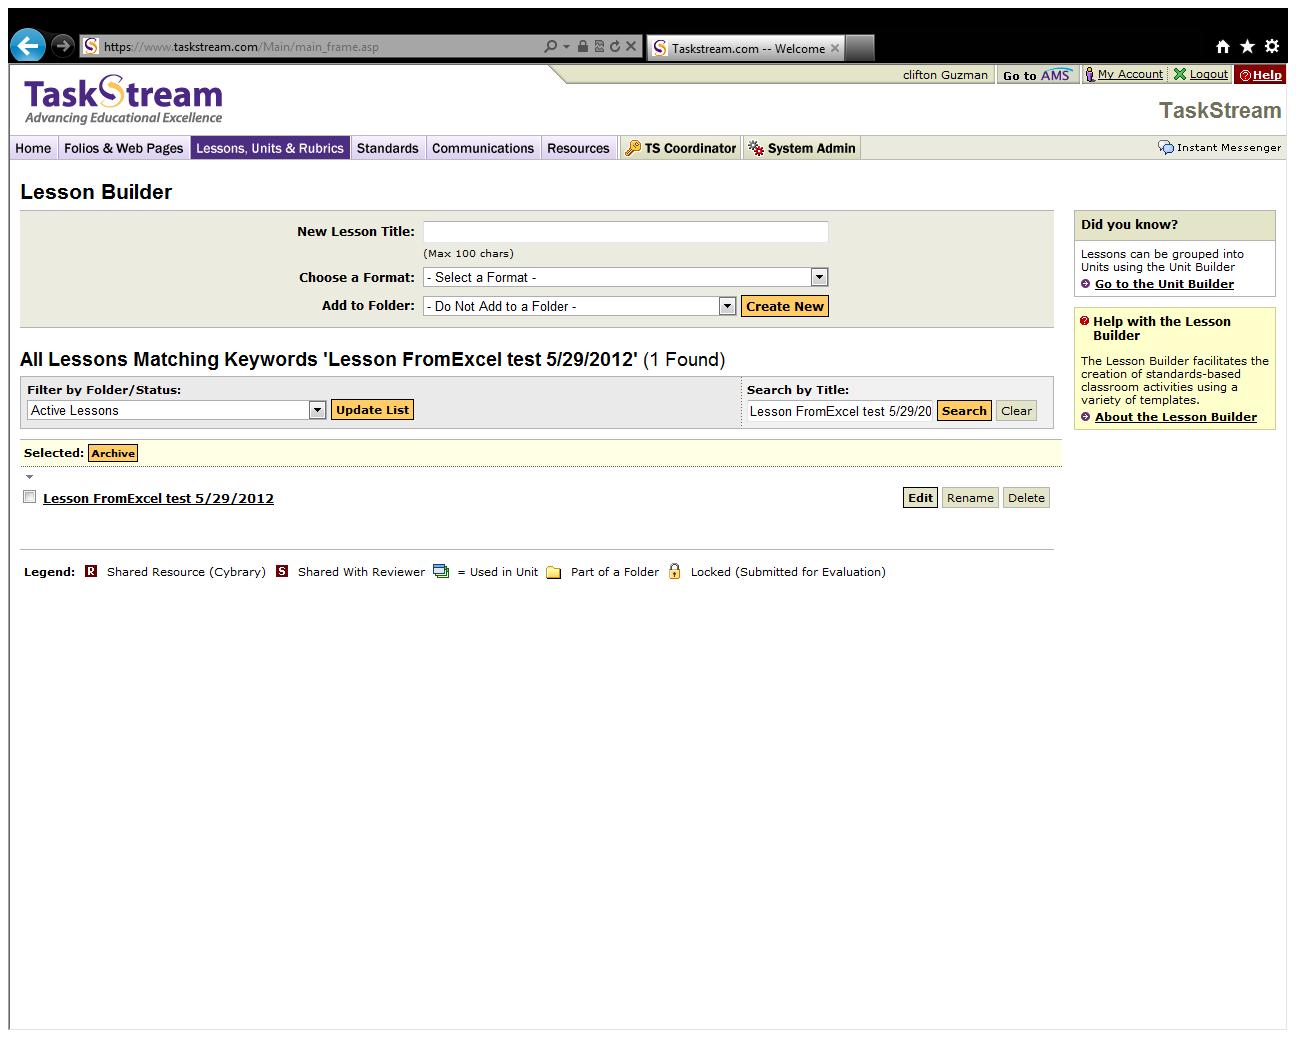 https://www.taskstream.com/Main/main_frame.asp
Taskstream.com -- Welcome
clifton Guzman
Go to AMS
My Account
Logout
Help
TaskStream
Advancing Educational Excellence
TaskStream
Home
Folios & Web Pages
Lessons, Units & Rubrics
Standards
Communications
Resources
TS Coordinator
System Admin
Instant Messenger
Lesson Builder
New Lesson Title:
(Max 100 chars)
Choose a Format: - Select a Format -
Add to Folder: - Do Not Add to a Folder - Create New
Did you know?
Lessons can be grouped into
Units using the Unit Builder
Go to the Unit Builder
Help with the Lesson
Builder
The Lesson Builder facilitates the
creation of standards-based
classroom activities using a
variety of templates.
About the Lesson Builder
All Lessons Matching Keywords 'Lesson FromExcel test 5/29/2012' (1 Found)
Filter by Folder/Status:
Active Lessons Update List
Search by Title:
Lesson FromExcel test 5/29/20 Search Clear
Selected: Archive
Lesson FromExcel test 5/29/2012 Edit Rename Delete
Legend: R Shared Resource (Cybrary) S Shared With Reviewer = Used in Unit Part of a Folder Locked (Submitted for Evaluation)